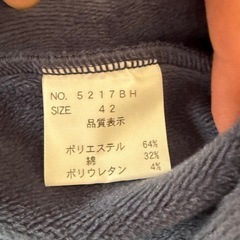 NO. 5217BH
SIZE 42
品質表示
ポリエステル 64%
綿 32%
ポリウレタン 4%